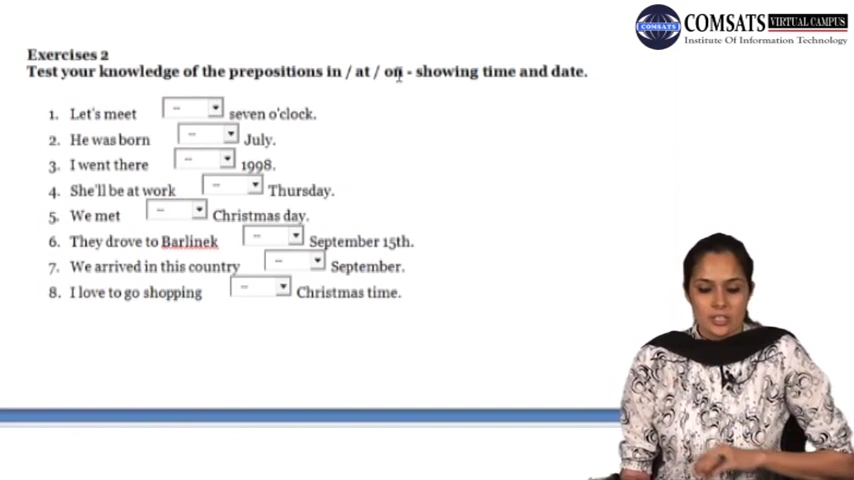 COMSATS VIRTUAL CAMPUS
COMSATS
Institute Of Information Technology
Exercises 2
Test your knowledge of the prepositions in / at / on - showing time and date.
1. Let's meet -- seven o'clock.
2. He was born -- July.
3. I went there -- 1998.
4. She'll be at work -- Thursday.
5. We met -- Christmas day.
6. They drove to Barlinek -- September 15th.
7. We arrived in this country -- September.
8. I love to go shopping -- Christmas time.